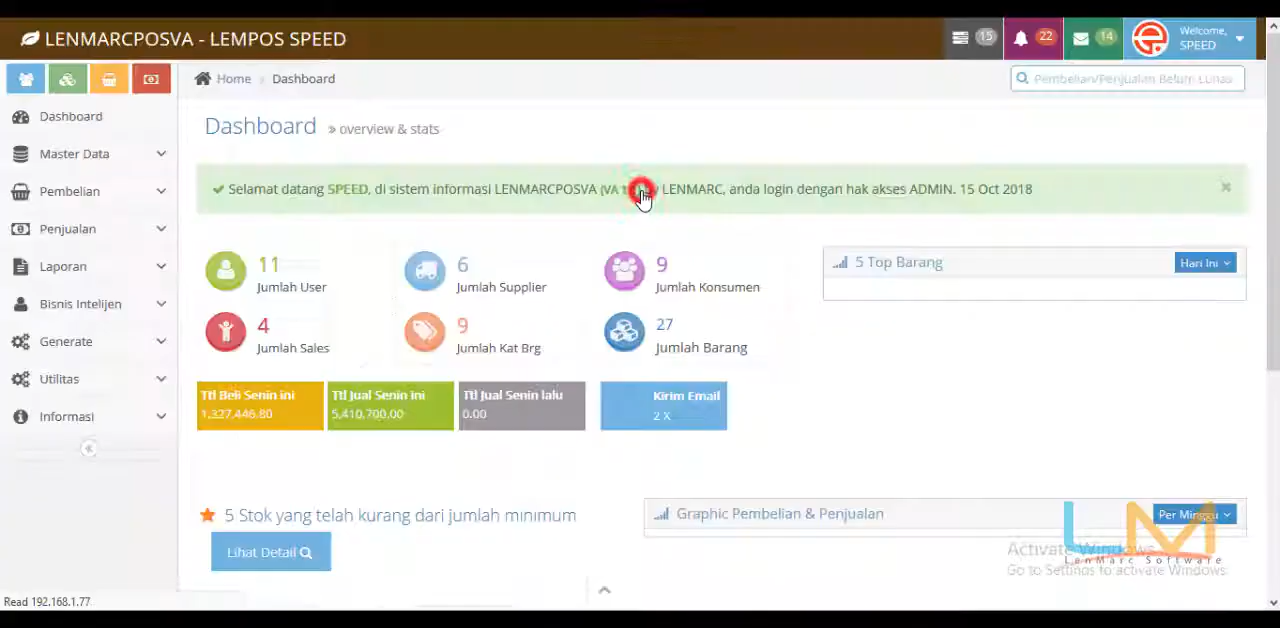 LENMARCPOSVA - LEMPOS SPEED
15
22
14
Welcome,
SPEED
Home
Dashboard
Pembelian/Penjualan Belum Lunas
Dashboard
Master Data
Pembelian
Penjualan
Laporan
Bisnis Intelijen
Generate
Utilitas
Informasi
Dashboard » overview & stats
Selamat datang SPEED, di sistem informasi LENMARCPOSVA LENMARC, anda login dengan hak akses ADMIN. 15 Oct 2018
11
Jumlah User
6
Jumlah Supplier
9
Jumlah Konsumen
4
Jumlah Sales
9
Jumlah Kat Brg
27
Jumlah Barang
5 Top Barang
Hari Ini
Ttl Beli Senin ini
1,327,446.80
Ttl Jual Senin ini
5,410,700.00
Ttl Jual Senin lalu
0.00
Kirim Email
2 X
5 Stok yang telah kurang dari jumlah minimum
Lihat Detail
Graphic Pembelian & Penjualan
Per Minggu
LM
LenMarc Software
Activate Windows
Go to Settings to activate Windows.
Read 192.168.1.77